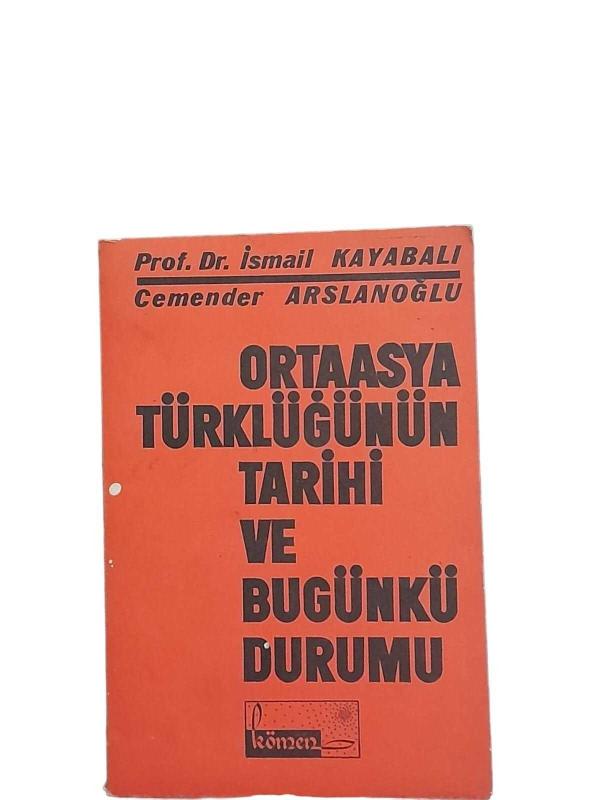 Prof. Dr. İsmail KAYABALI
Cemender ARSLANOĞLU
ORTAASYA
TÜRKLÜĞÜNÜN
TARİHİ
VE
BUGÜNKÜ
DURUMU
kömen